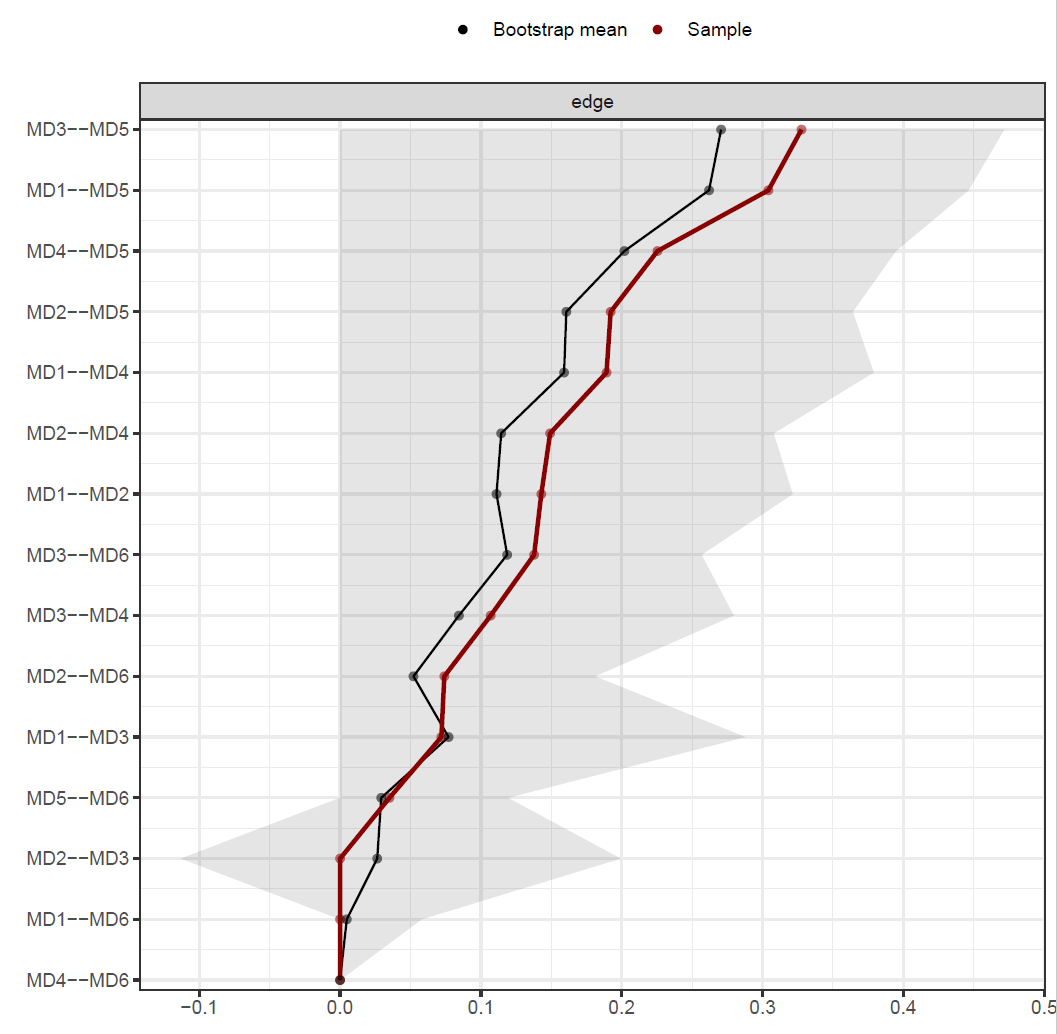 Bootstrap mean Sample
edge
MD3−−MD5
MD1−−MD5
MD4−−MD5
MD2−−MD5
MD1−−MD4
MD2−−MD4
MD1−−MD2
MD3−−MD6
MD3−−MD4
MD2−−MD6
MD1−−MD3
MD5−−MD6
MD2−−MD3
MD1−−MD6
MD4−−MD6
−0.1 0.0 0.1 0.2 0.3 0.4 0.5